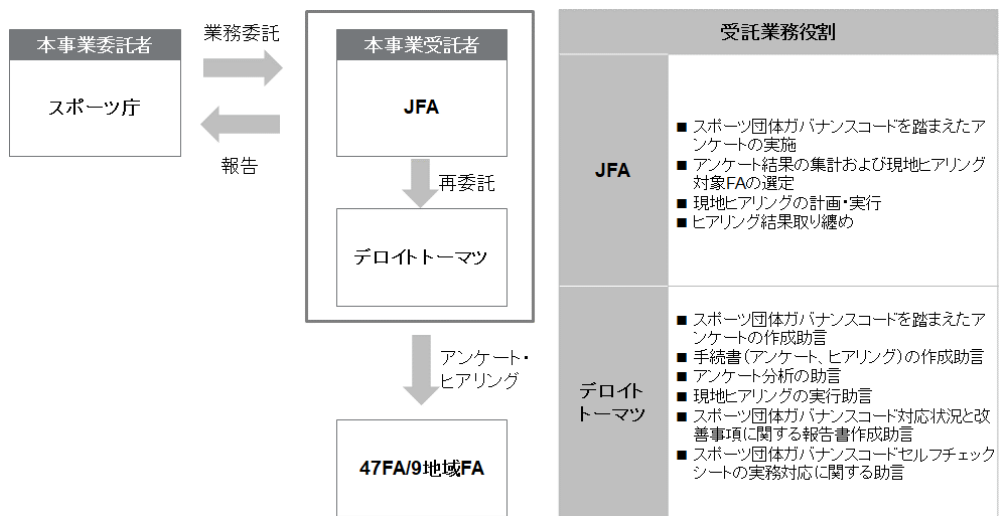 本事業委託者
スポーツ庁
業務委託
報告
本事業受託者
JFA
再委託
デロイトトーマツ
アンケート・
ヒアリング
47FA/9地域FA
受託業務役割
JFA
■ スポーツ団体ガバナンスコードを踏まえたア
ンケートの実施
■ アンケート結果の集計および現地ヒアリング
対象FAの選定
■ 現地ヒアリングの計画・実行
■ ヒアリング結果取り纏め
デロイト
トーマツ
■ スポーツ団体ガバナンスコードを踏まえたア
ンケートの作成助言
■ 手続書(アンケート、ヒアリング)の作成助言
■ アンケート分析の助言
■ 現地ヒアリングの実行助言
■ スポーツ団体ガバナンスコード対応状況と改
善事項に関する報告書作成助言
■ スポーツ団体ガバナンスコードセルフチェック
シートの実務対応に関する助言